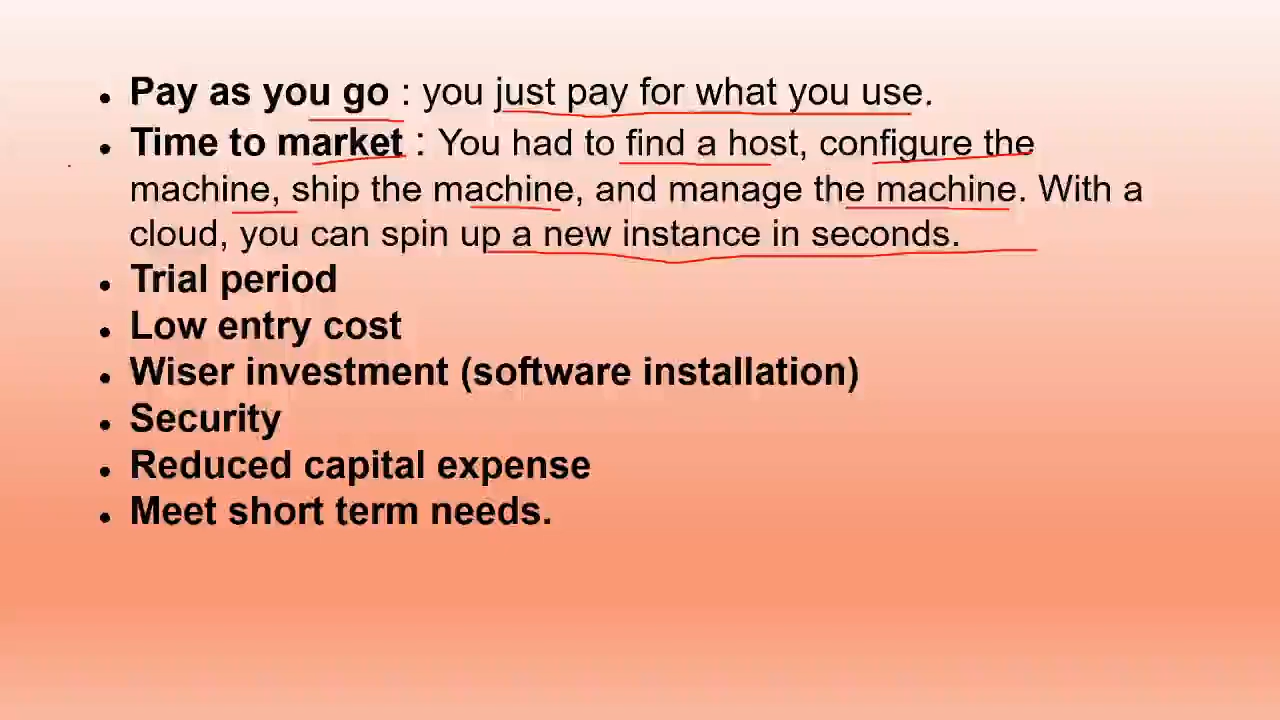 • Pay as you go : you just pay for what you use.
• Time to market : You had to find a host, configure the
machine, ship the machine, and manage the machine. With a
cloud, you can spin up a new instance in seconds.
• Trial period
• Low entry cost
• Wiser investment (software installation)
• Security
• Reduced capital expense
• Meet short term needs.